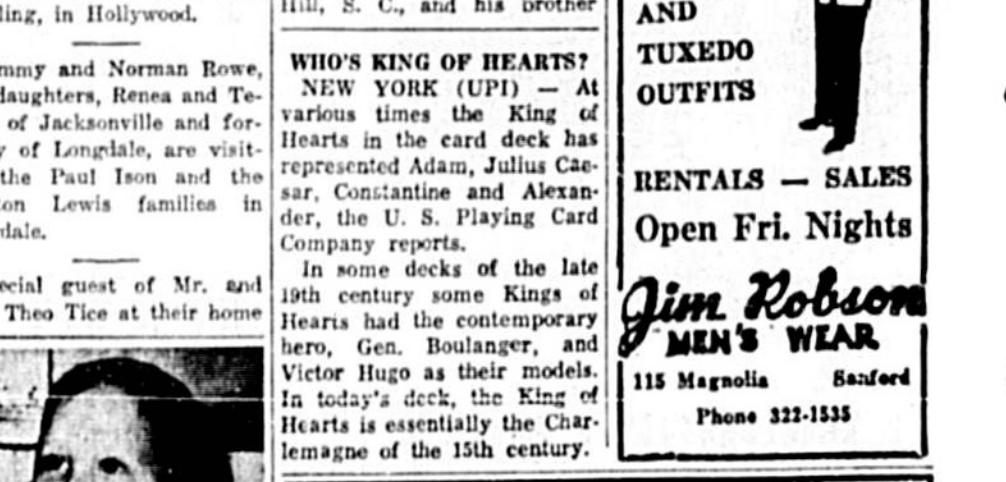 ling, in Hollywood.
mmy and Norman Rowe,
daughters, Renea and Te-
of Jacksonville and for-
y of Longdale, are visit-
the Paul Ison and the
ton Lewis families in
dale.
ecial guest of Mr. and
Theo Tice at their home
Hill, S. C., and his brother
WHO'S KING OF HEARTS?
NEW YORK (UPI) — At
various times the King of
Hearts in the card deck has
represented Adam, Julius Cae-
sar, Constantine and Alexan-
der, the U. S. Playing Card
Company reports.
In some decks of the late
19th century some Kings of
Hearts had the contemporary
hero, Gen. Boulanger, and
Victor Hugo as their models.
In today's deck, the King of
Hearts is essentially the Char-
lemagne of the 15th century.
AND
TUXEDO
OUTFITS
RENTALS — SALES
Open Fri. Nights
Jim Robson
MEN'S WEAR
115 Magnolia Sanford
Phone 322-1535